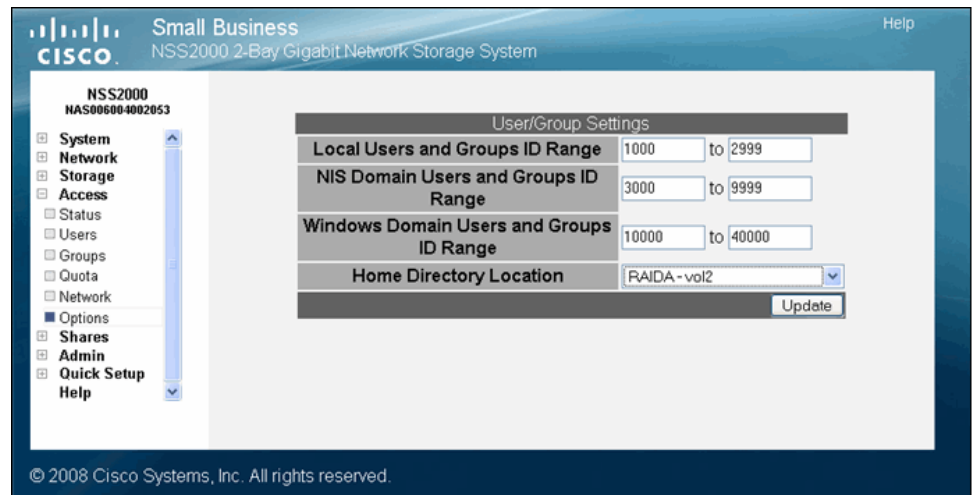 Small Business
Help
CISCO.
NSS2000 2-Bay Gigabit Network Storage System
NSS2000
NAS006004002053
System
Network
Storage
Access
Status
Users
Groups
Quota
Network
Options
Shares
Admin
Quick Setup
Help
User/Group Settings
Local Users and Groups ID Range 1000 to 2999
NIS Domain Users and Groups ID
Range
3000 to 9999
Windows Domain Users and Groups
ID Range
10000 to 40000
Home Directory Location RAIDA - vol2
Update
© 2008 Cisco Systems, Inc. All rights reserved.